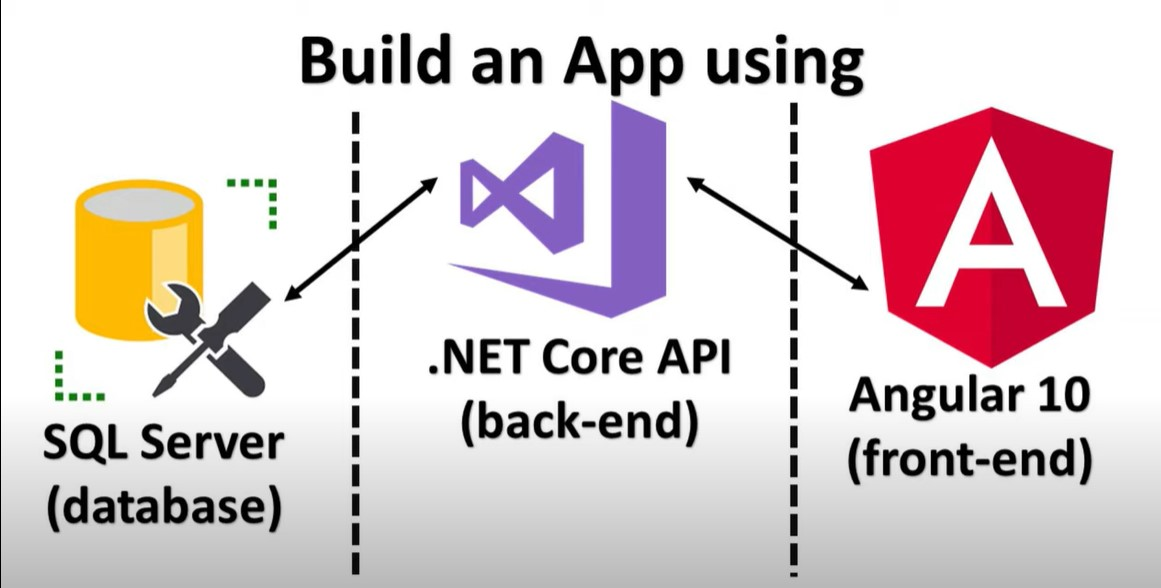 Build an App using
SQL Server
(database)
.NET Core API
(back-end)
Angular 10
(front-end)